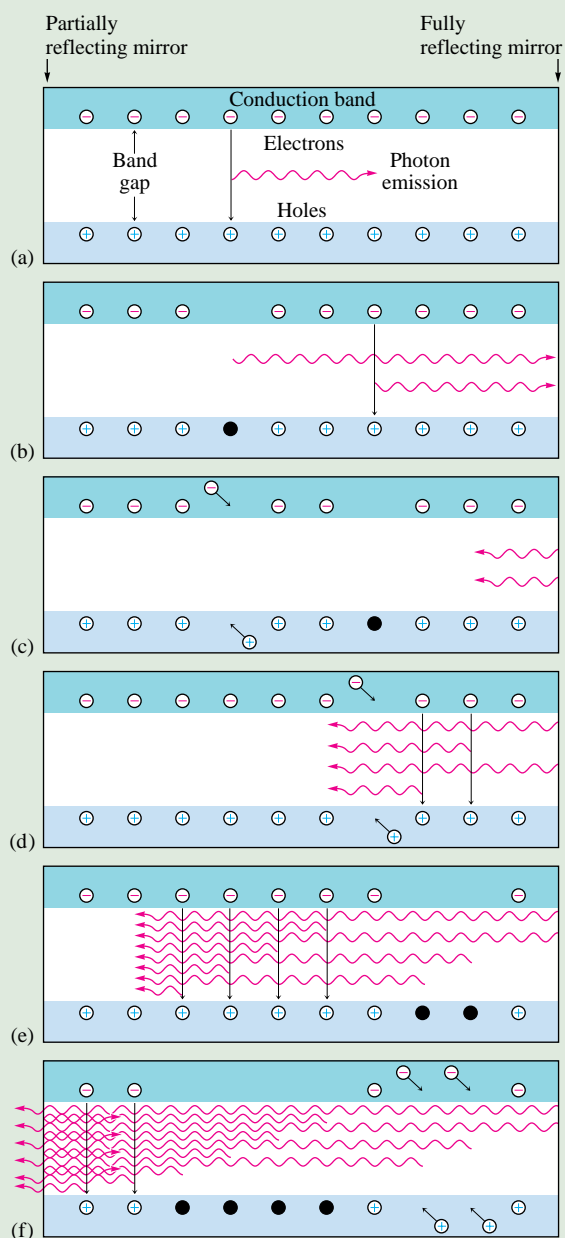 Partially
reflecting mirror
Fully
reflecting mirror
Conduction band
Electrons
Band
gap
Photon
emission
Holes
(a)
(b)
(c)
(d)
(e)
(f)